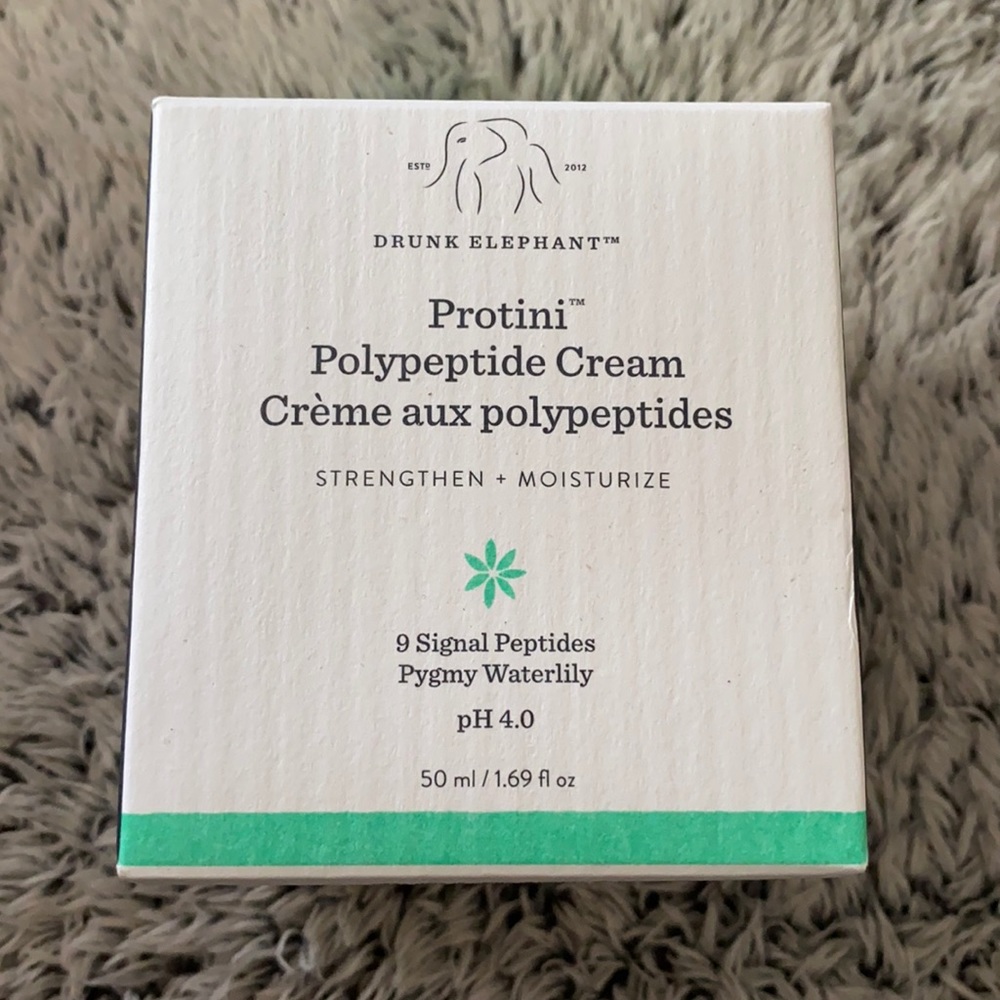 ESTD 2012
DRUNK ELEPHANT™
Protini™
Polypeptide Cream
Crème aux polypeptides
STRENGTHEN + MOISTURIZE
9 Signal Peptides
Pygmy Waterlily
pH 4.0
50 ml / 1.69 fl oz